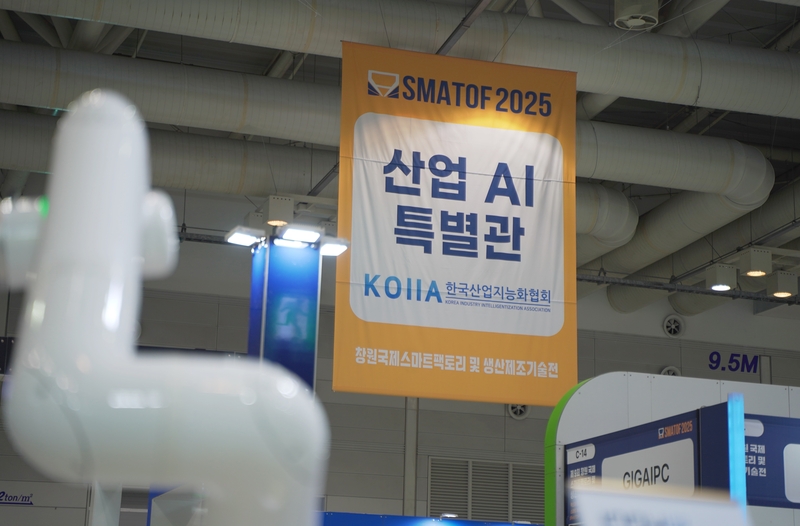 SMATOF 2025
산업 AI
특별관
KOIIA 한국산업지능화협회
KOREA INDUSTRY INTELLIGENTIZATION ASSOCIATION
창원국제스마트팩토리 및 생산제조기술전
9.5M
SMATOF 2025
C-14
GIGAIPC
2ton/m²